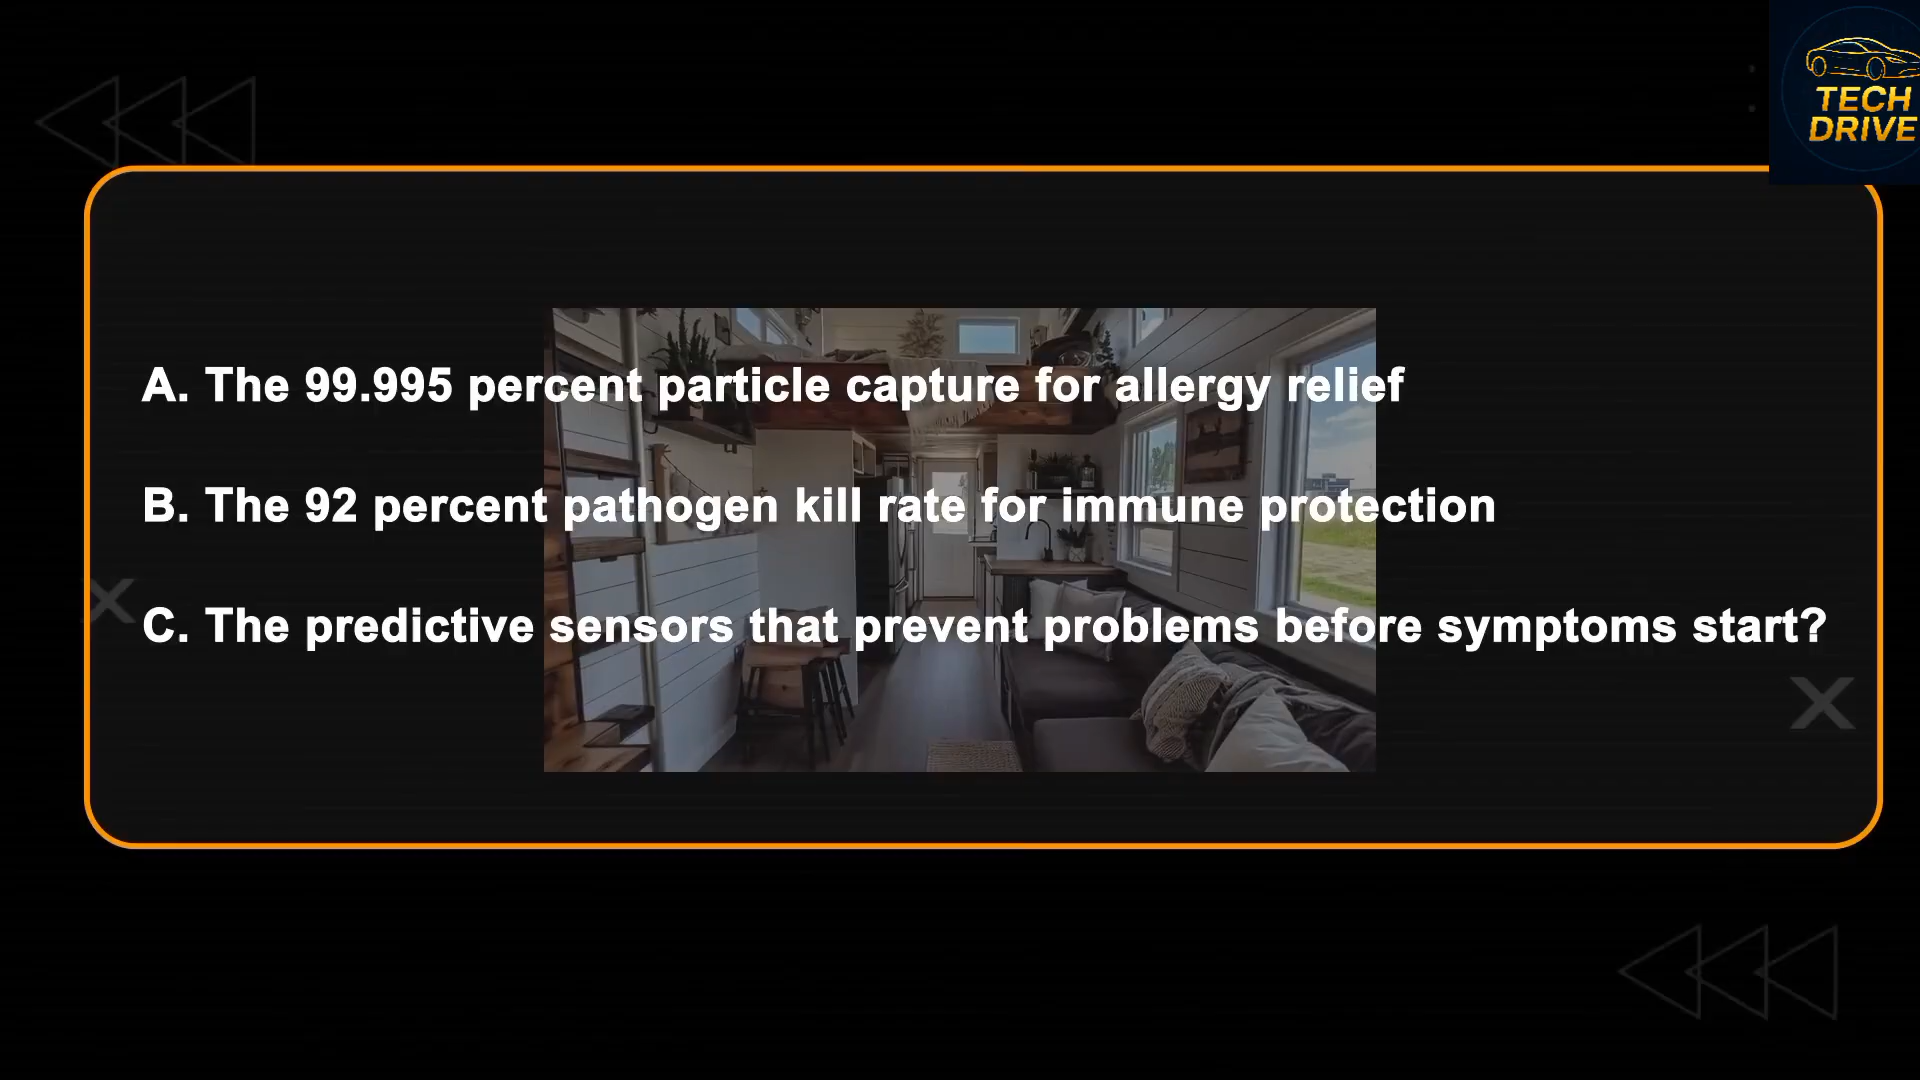 TECH
DRIVE
A. The 99.995 percent particle capture for allergy relief
B. The 92 percent pathogen kill rate for immune protection
C. The predictive sensors that prevent problems before symptoms start?